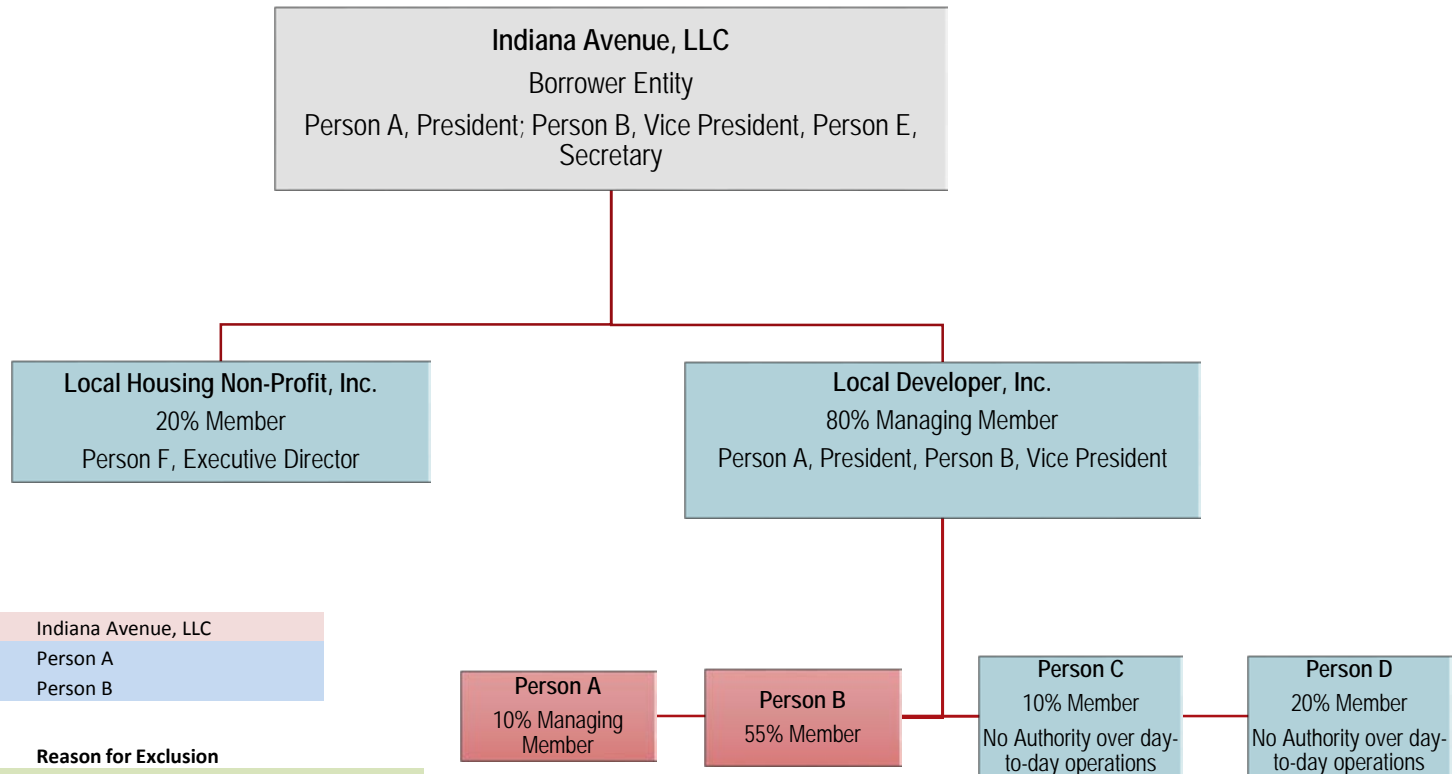 Indiana Avenue, LLC
Borrower Entity
Person A, President; Person B, Vice President, Person E,
Secretary
Local Housing Non-Profit, Inc.
20% Member
Person F, Executive Director
Local Developer, Inc.
80% Managing Member
Person A, President, Person B, Vice President
Indiana Avenue, LLC
Person A
Person B
Reason for Exclusion
Person A
10% Managing
Member
Person B
55% Member
Person C
10% Member
No Authority over day-
to-day operations
Person D
20% Member
No Authority over day-
to-day operations